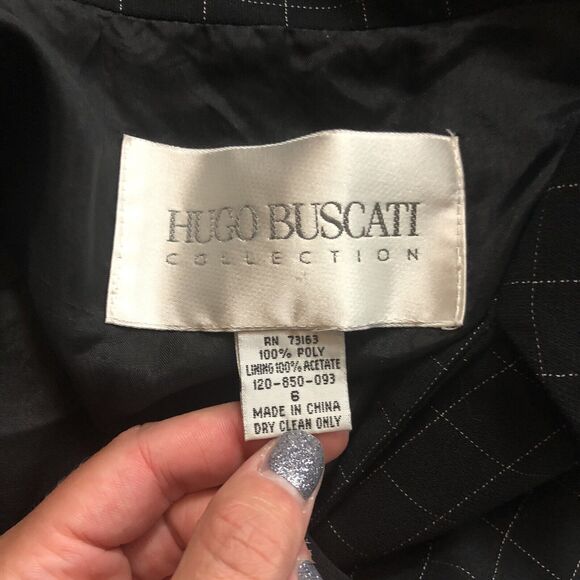 HUGO BUSCATI
COLLECTION
RN 73163
100% POLY
LINING 100% ACETATE
120-850-093
6
MADE IN CHINA
DRY CLEAN ONLY